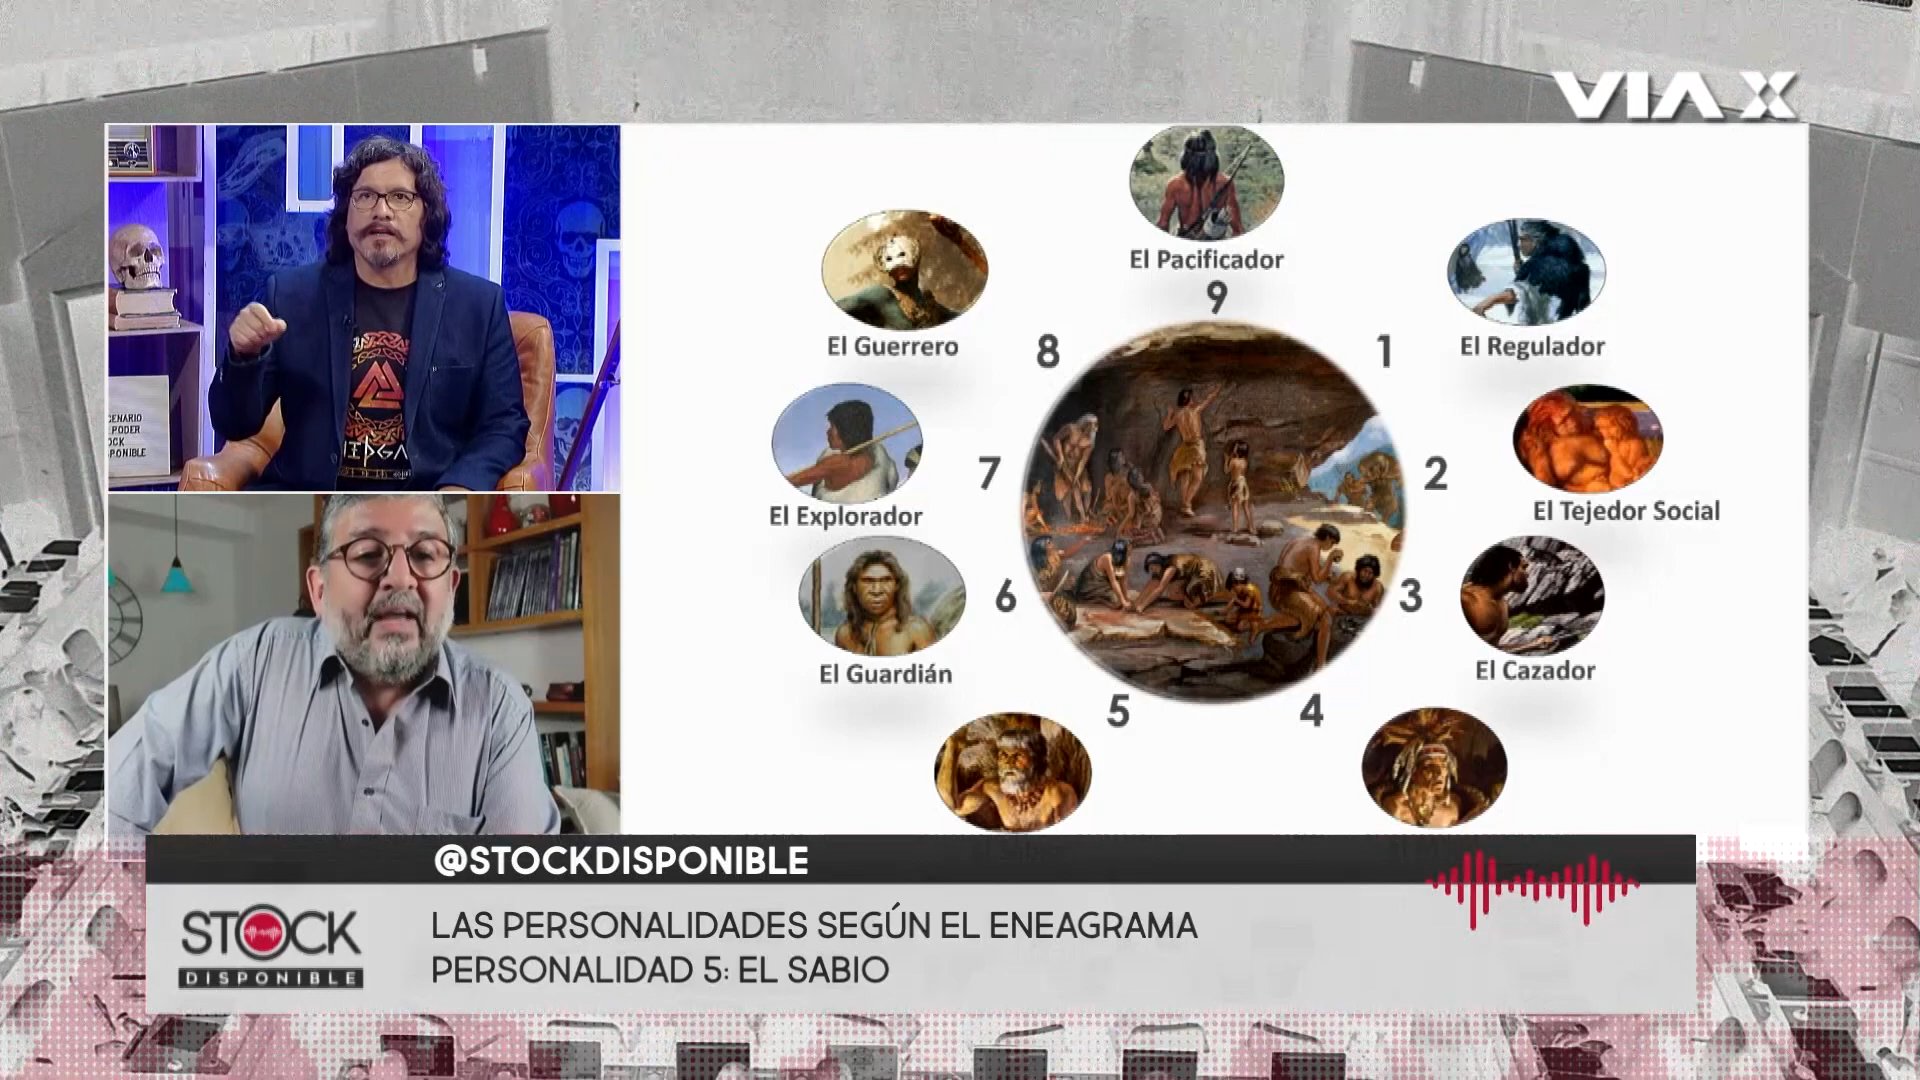 VIA X
El Pacificador
9
El Guerrero
8
1
El Regulador
El Explorador
7
2
El Tejedor Social
El Guardián
6
3
El Cazador
5
4
PODER
@STOCKDISPONIBLE
STOCK
DISPONIBLE
LAS PERSONALIDADES SEGÚN EL ENEAGRAMA
PERSONALIDAD 5: EL SABIO